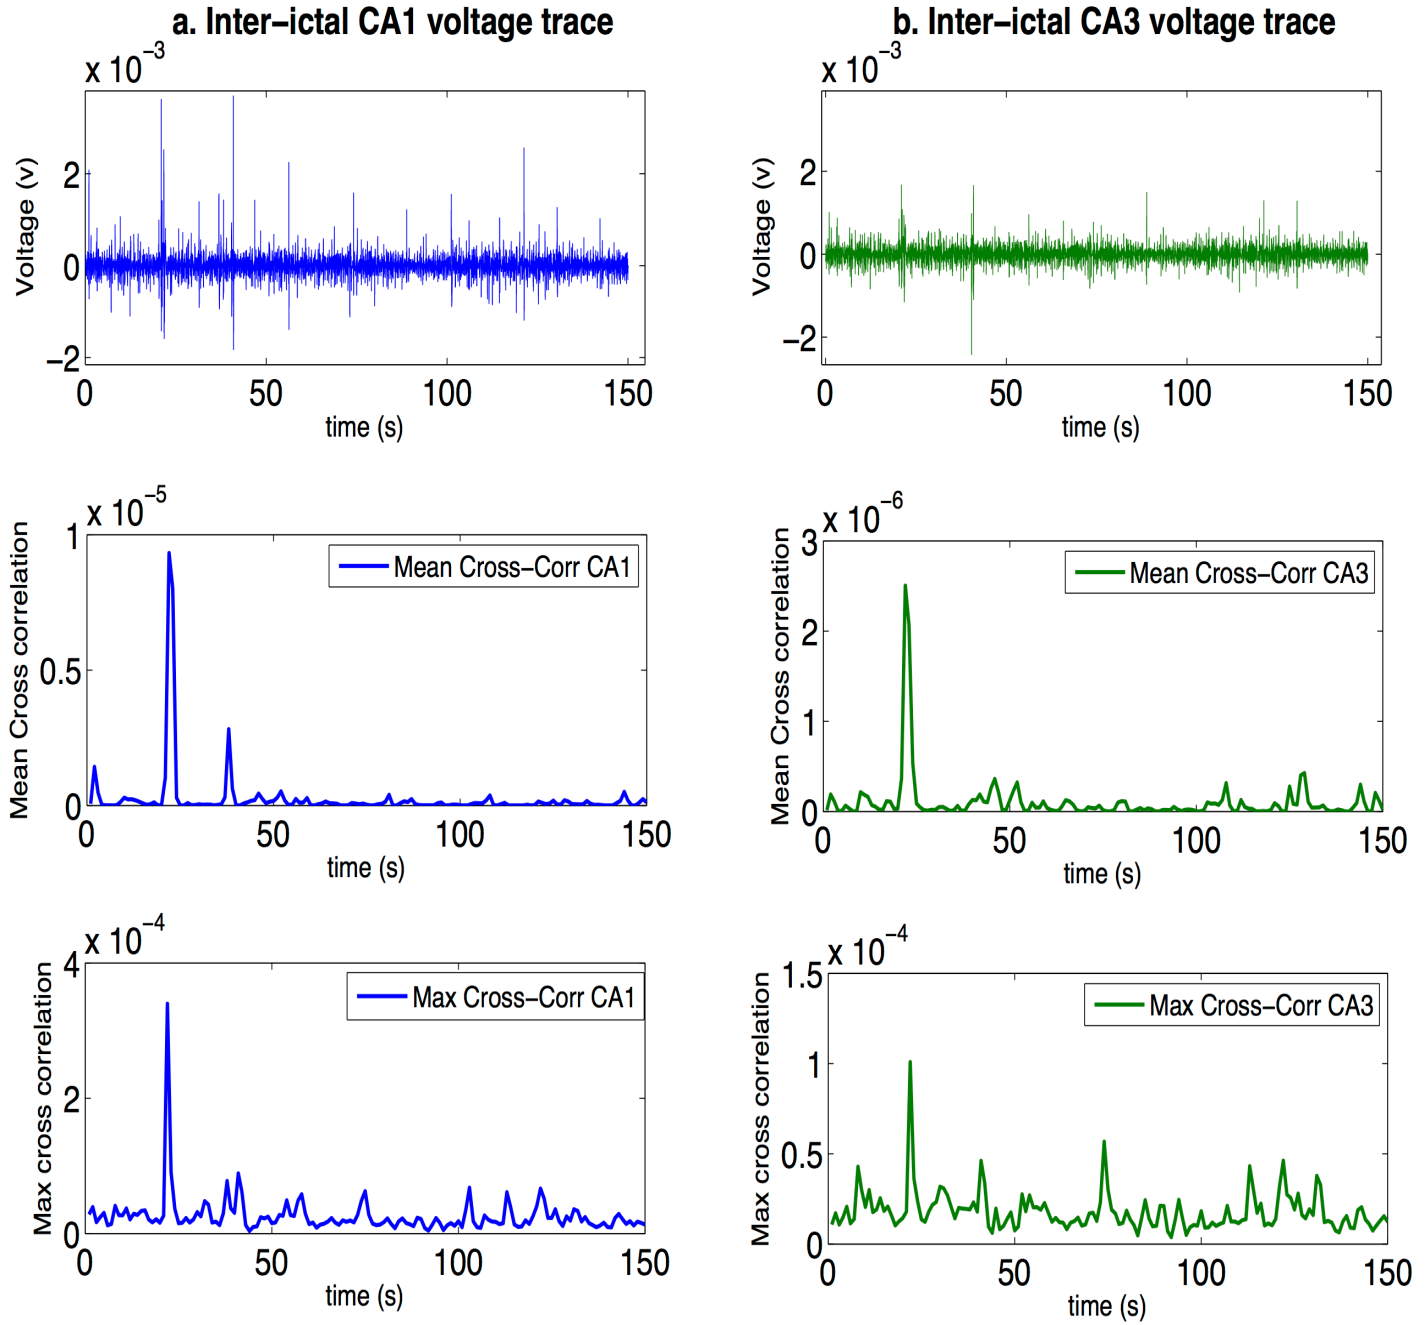 a. Inter–ictal CA1 voltage trace
x 10–3
Voltage (v)
2
0
–2
0 50 100 150
time (s)
b. Inter–ictal CA3 voltage trace
x 10–3
Voltage (v)
2
0
–2
0 50 100 150
time (s)
x 10–5
Mean Cross correlation
1
0.5
0
Mean Cross–Corr CA1
0 50 100 150
time (s)
x 10–6
Mean Cross correlation
3
2
1
0
Mean Cross–Corr CA3
0 50 100 150
time (s)
x 10–4
Max cross correlation
4
2
0
Max Cross–Corr CA1
0 50 100 150
time (s)
x 10–4
Max cross correlation
1.5
1
0.5
0
Max Cross–Corr CA3
0 50 100 150
time (s)